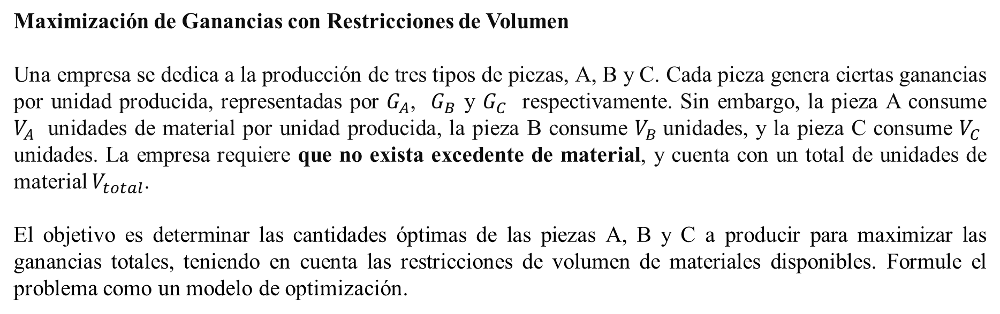 Maximización de Ganancias con Restricciones de Volumen
Una empresa se dedica a la producción de tres tipos de piezas, A, B y C. Cada pieza genera ciertas ganancias
por unidad producida, representadas por G_A, G_B y G_C respectivamente. Sin embargo, la pieza A consume
V_A unidades de material por unidad producida, la pieza B consume V_B unidades, y la pieza C consume V_C
unidades. La empresa requiere que no exista excedente de material, y cuenta con un total de unidades de
material V_total.
El objetivo es determinar las cantidades óptimas de las piezas A, B y C a producir para maximizar las
ganancias totales, teniendo en cuenta las restricciones de volumen de materiales disponibles. Formule el
problema como un modelo de optimización.